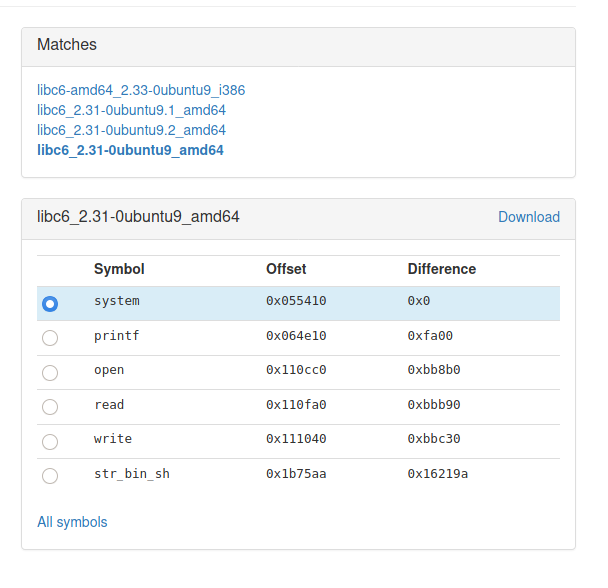 Matches
libc6-amd64_2.33-0ubuntu9_i386
libc6_2.31-0ubuntu9.1_amd64
libc6_2.31-0ubuntu9.2_amd64
libc6_2.31-0ubuntu9_amd64
libc6_2.31-0ubuntu9_amd64 Download
Symbol Offset Difference
system 0x055410 0x0
printf 0x064e10 0xfa00
open 0x110cc0 0xbb8b0
read 0x110fa0 0xbbb90
write 0x111040 0xbbc30
str_bin_sh 0x1b75aa 0x16219a
All symbols